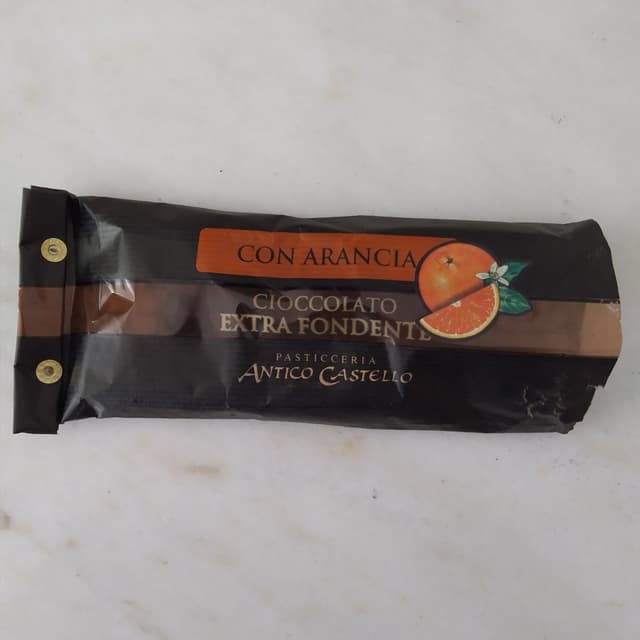 CON ARANCIA
CIOCCOLATO
EXTRA FONDENTE
PASTICCERIA
ANTICO CASTELLO